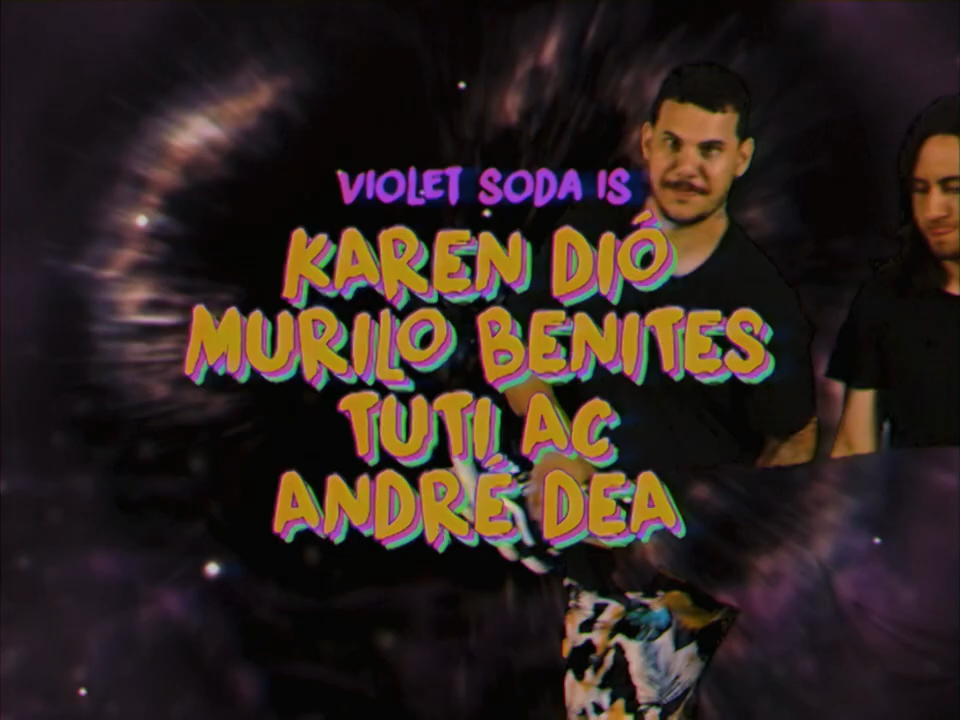 VIOLET SODA IS
KAREN DIÓ
MURILO BENITES
TUTI AC
ANDRÉ DEA